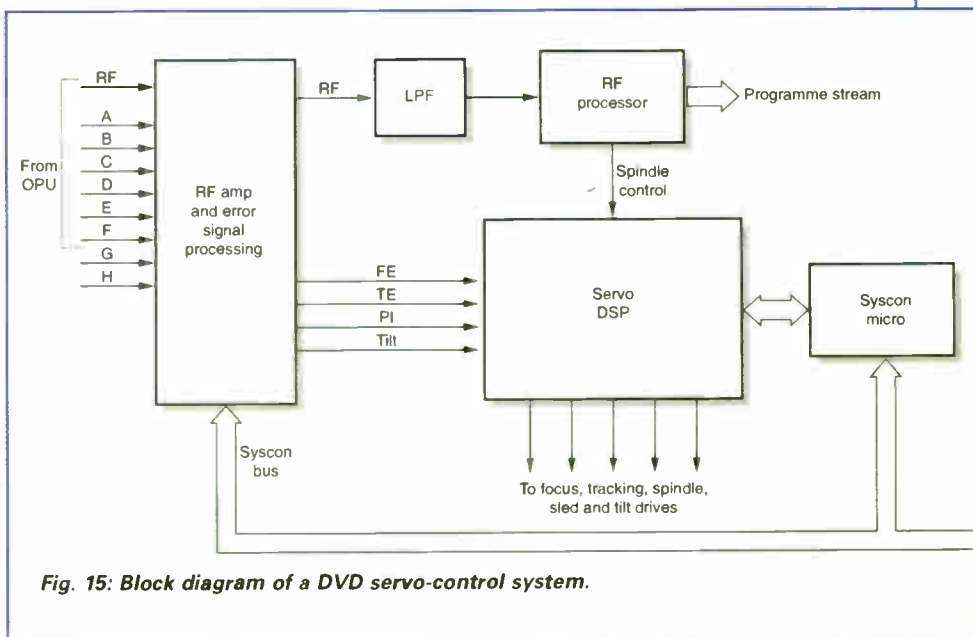 RF
A
B
C
D
E
F
G
H
From
OPU
RF amp
and error
signal
processing
RF
LPF
RF
processor
Programme stream
Spindle
control
FE
TE
PI
Tilt
Servo
DSP
Syscon
micro
Syscon
bus
To focus, tracking, spindle,
sled and tilt drives
Fig. 15: Block diagram of a DVD servo-control system.